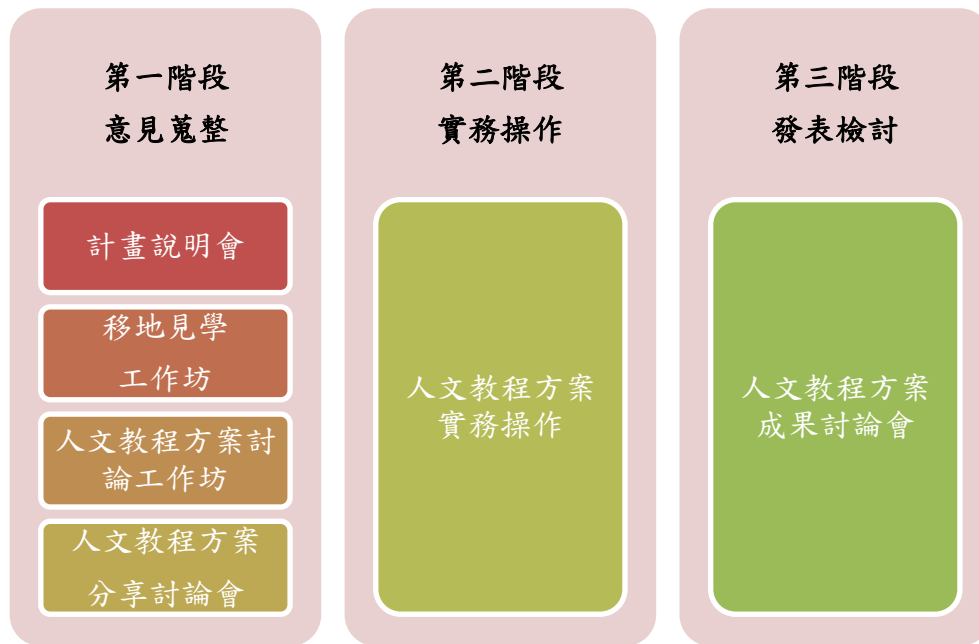 第一階段
意見蒐整
計畫說明會
移地見學
工作坊
人文教程方案討
論工作坊
人文教程方案
分享討論會
第二階段
實務操作
人文教程方案
實務操作
第三階段
發表檢討
人文教程方案
成果討論會